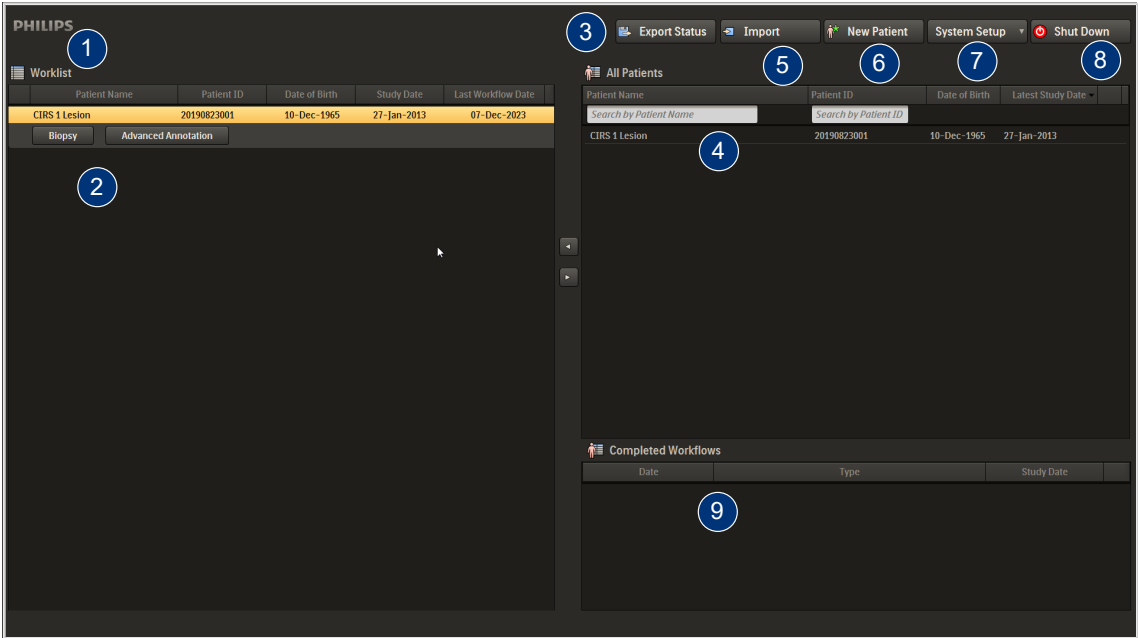 PHILIPS
1
3
Export Status
Import
New Patient
System Setup
Shut Down
5
6
7
8
Worklist
Patient Name Patient ID Date of Birth Study Date Last Workflow Date
CIRS 1 Lesion 20190823001 10-Dec-1965 27-Jan-2013 07-Dec-2023
Biopsy Advanced Annotation
2
All Patients
Patient Name Patient ID Date of Birth Latest Study Date
Search by Patient Name Search by Patient ID
CIRS 1 Lesion 20190823001 10-Dec-1965 27-Jan-2013
4
Completed Workflows
Date Type Study Date
9